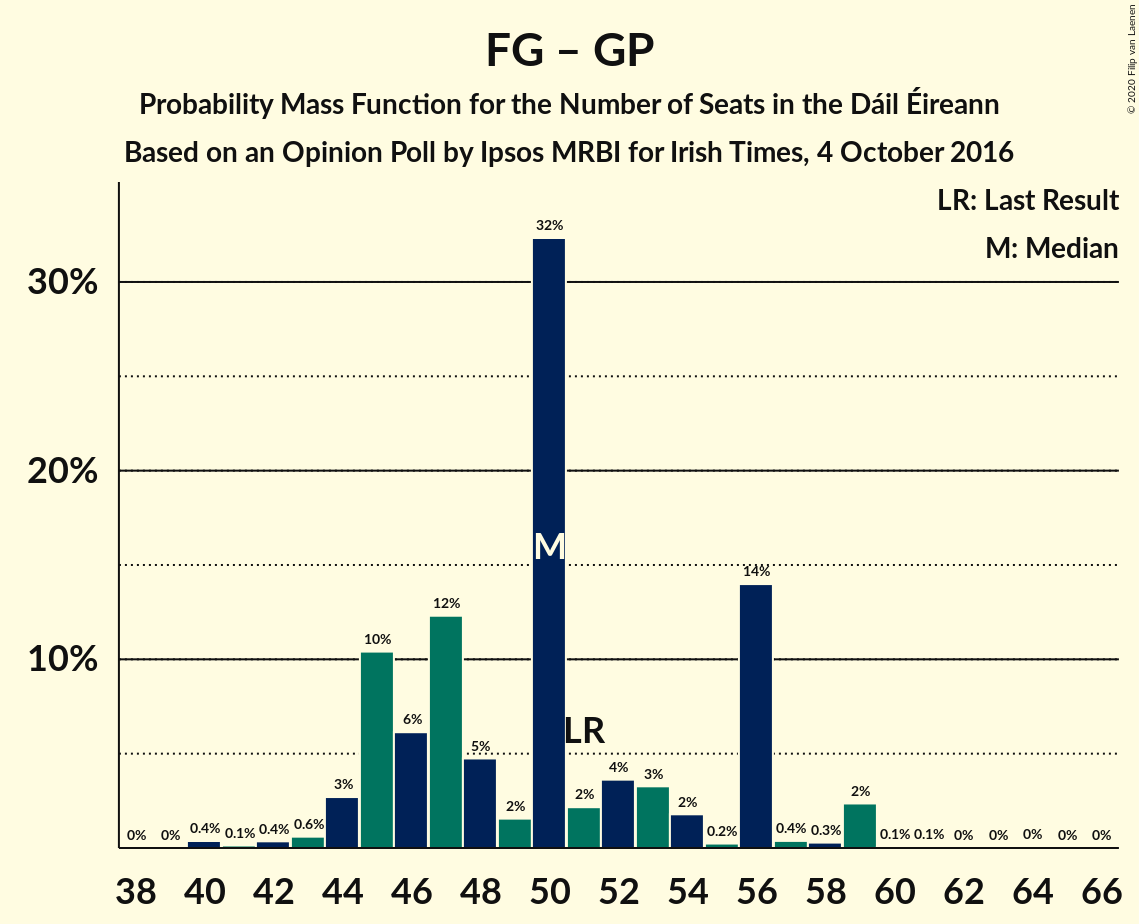 FG – GP
Probability Mass Function for the Number of Seats in the Dáil Éireann
Based on an Opinion Poll by Ipsos MRBI for Irish Times, 4 October 2016
© 2020 Filip van Laenen
LR: Last Result
M: Median
30%
20%
10%
0% 0% 0.4% 0.1% 0.4% 0.6% 3% 10% 6% 12% 5% 2% 32% 2% 4% 3% 2% 0.2% 14% 0.4% 0.3% 2% 0.1% 0.1% 0% 0% 0% 0% 0%
M
LR
38 40 42 44 46 48 50 52 54 56 58 60 62 64 66